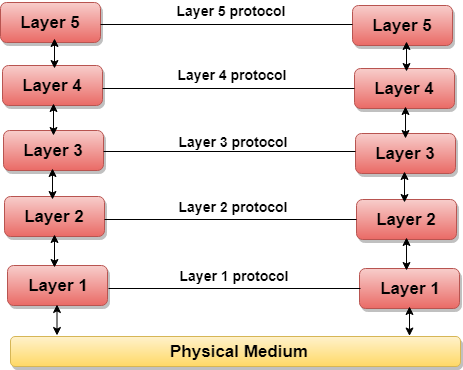 Layer 5 Layer 5 protocol Layer 5
Layer 4 Layer 4 protocol Layer 4
Layer 3 Layer 3 protocol Layer 3
Layer 2 Layer 2 protocol Layer 2
Layer 1 Layer 1 protocol Layer 1
Physical Medium